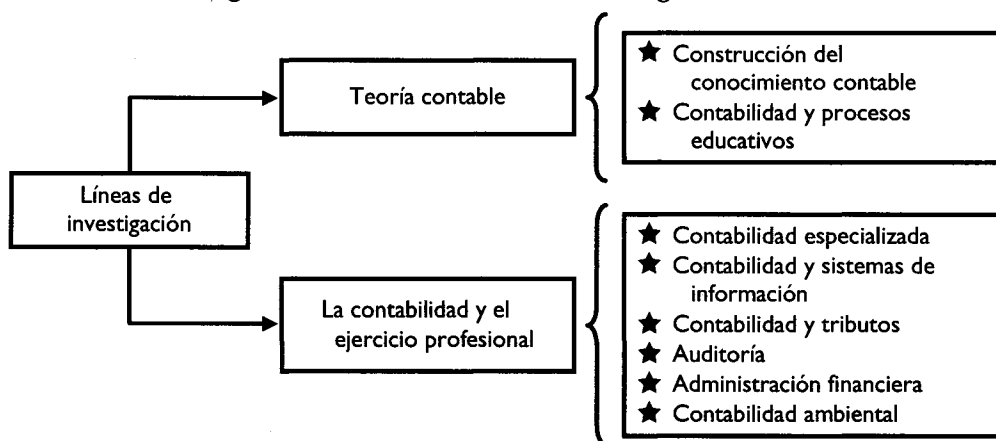 Líneas de
investigación
Teoría contable
★ Construcción del
conocimiento contable
★ Contabilidad y procesos
educativos
La contabilidad y el
ejercicio profesional
★ Contabilidad especializada
★ Contabilidad y sistemas de
información
★ Contabilidad y tributos
★ Auditoría
★ Administración financiera
★ Contabilidad ambiental